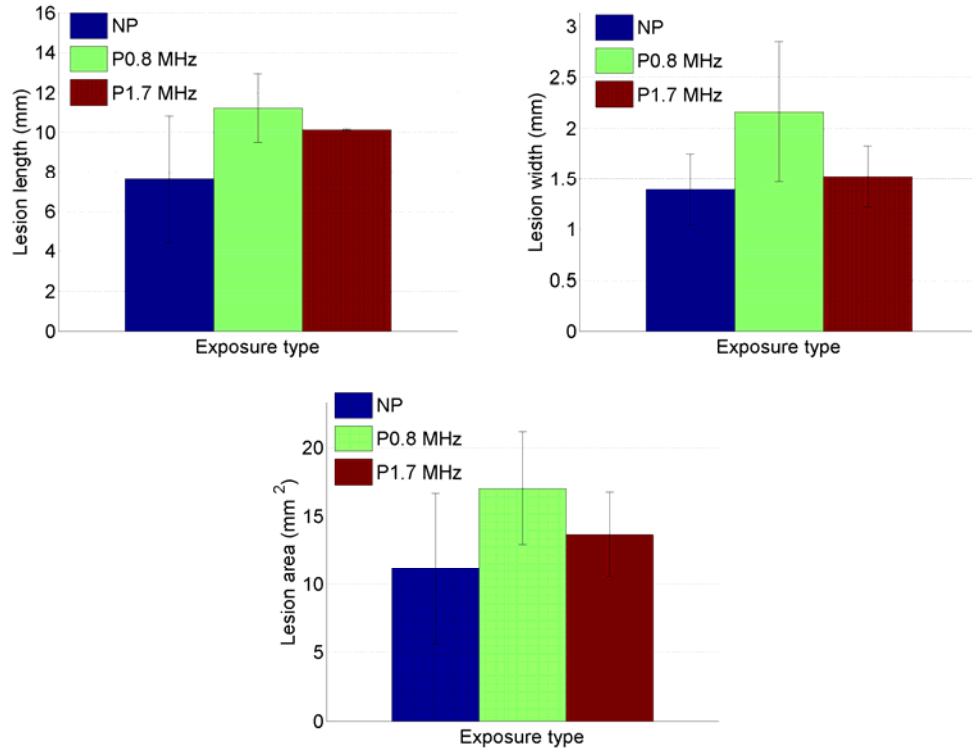 16
14
12
10
8
6
4
2
0
Lesion length (mm)
NP
P0.8 MHz
P1.7 MHz
Exposure type
3
2.5
2
1.5
1
0.5
0
Lesion width (mm)
NP
P0.8 MHz
P1.7 MHz
Exposure type
20
15
10
5
0
Lesion area (mm 2)
NP
P0.8 MHz
P1.7 MHz
Exposure type